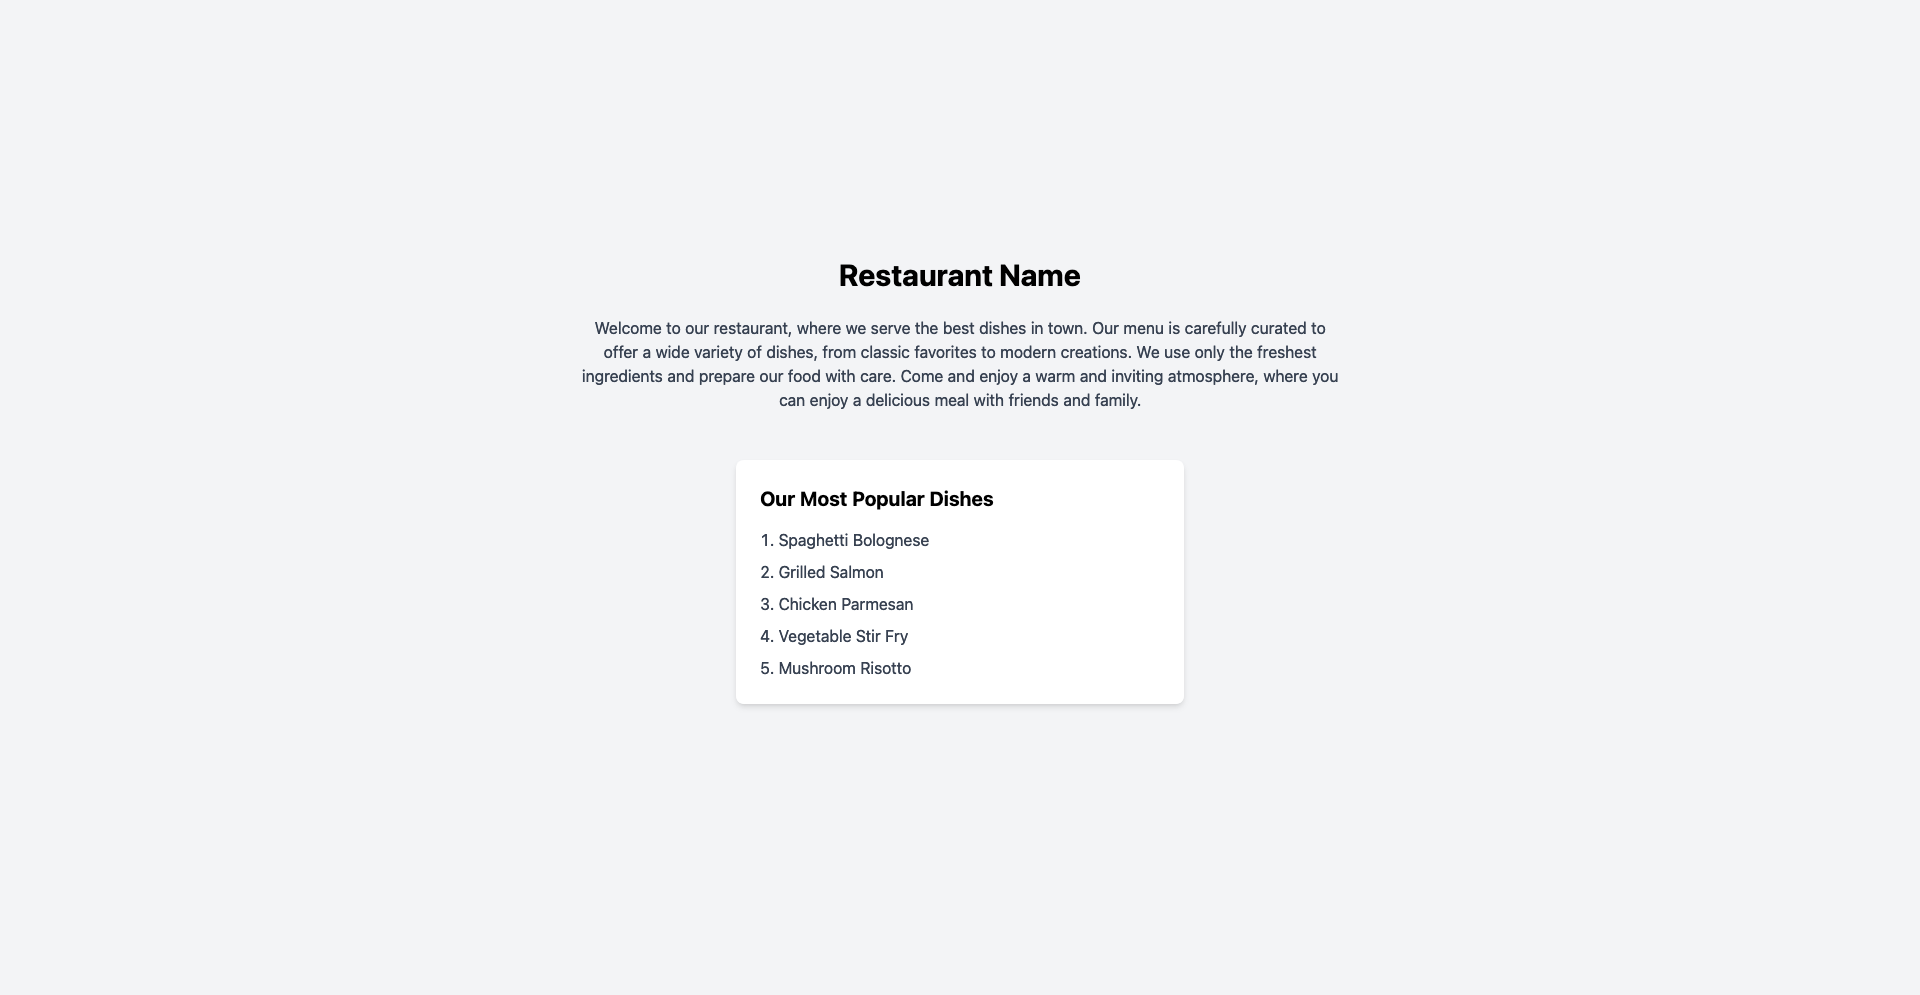 Restaurant Name
Welcome to our restaurant, where we serve the best dishes in town. Our menu is carefully curated to
offer a wide variety of dishes, from classic favorites to modern creations. We use only the freshest
ingredients and prepare our food with care. Come and enjoy a warm and inviting atmosphere, where you
can enjoy a delicious meal with friends and family.
Our Most Popular Dishes
1. Spaghetti Bolognese
2. Grilled Salmon
3. Chicken Parmesan
4. Vegetable Stir Fry
5. Mushroom Risotto